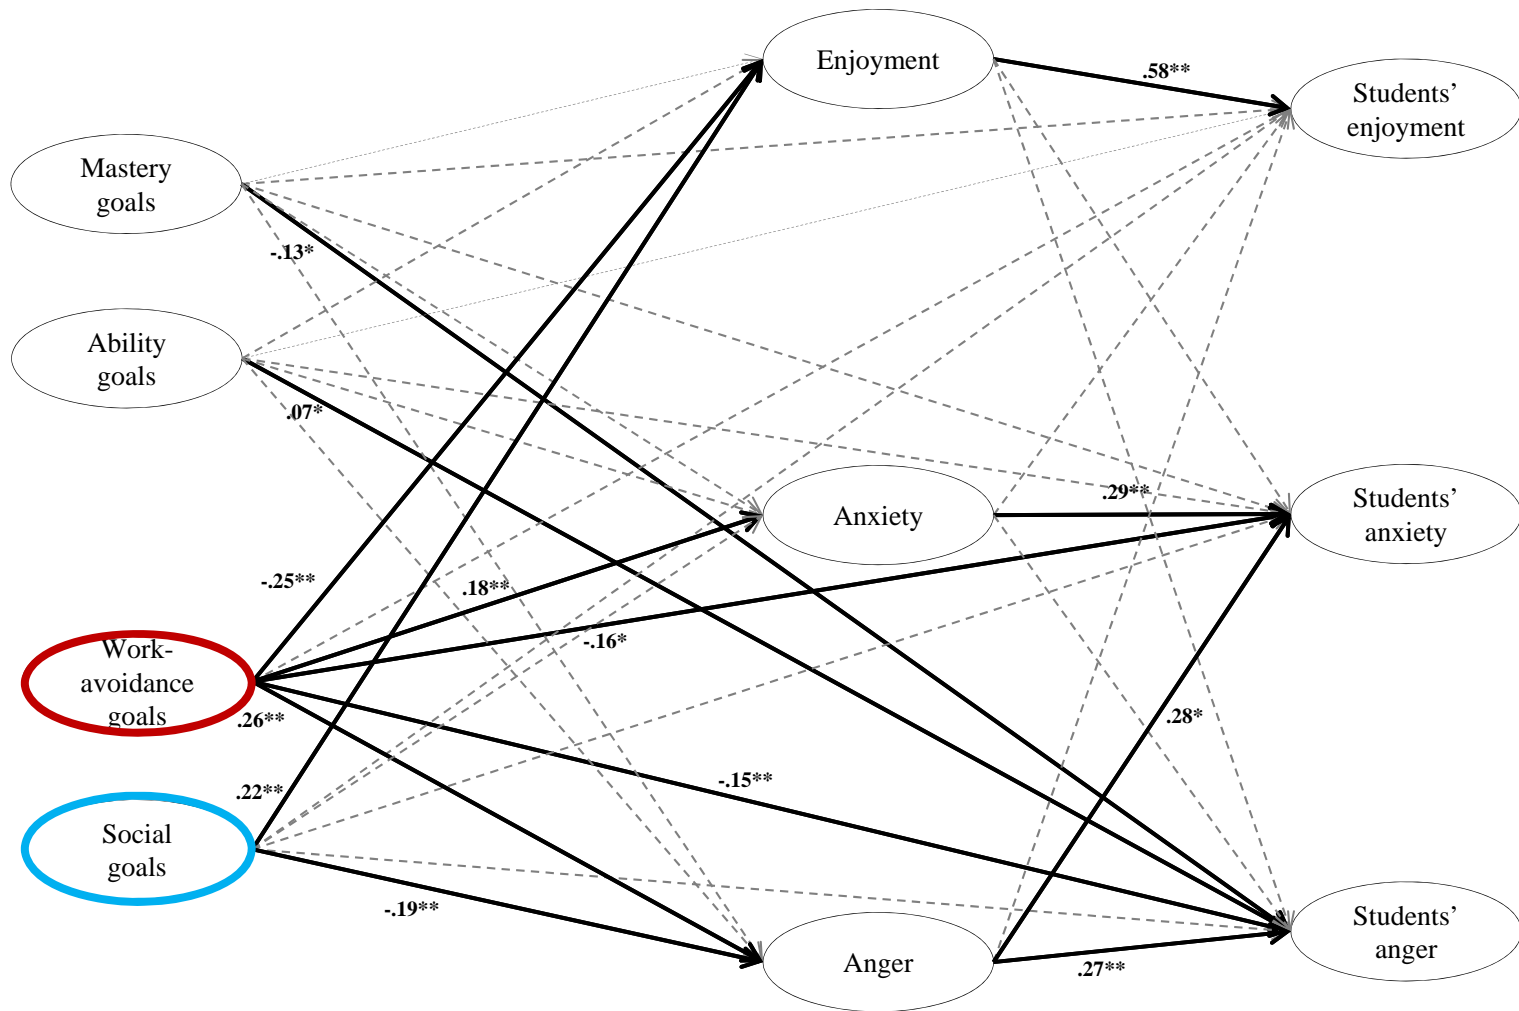 Enjoyment
.58**
Students’
enjoyment
Mastery
goals
-.13*
Ability
goals
.07*
Anxiety
.29**
Students’
anxiety
-.25**
.18**
-.16*
Work-
avoidance
goals
.26**
.28*
-.15**
.22**
Social
goals
-.19**
Anger
.27**
Students’
anger